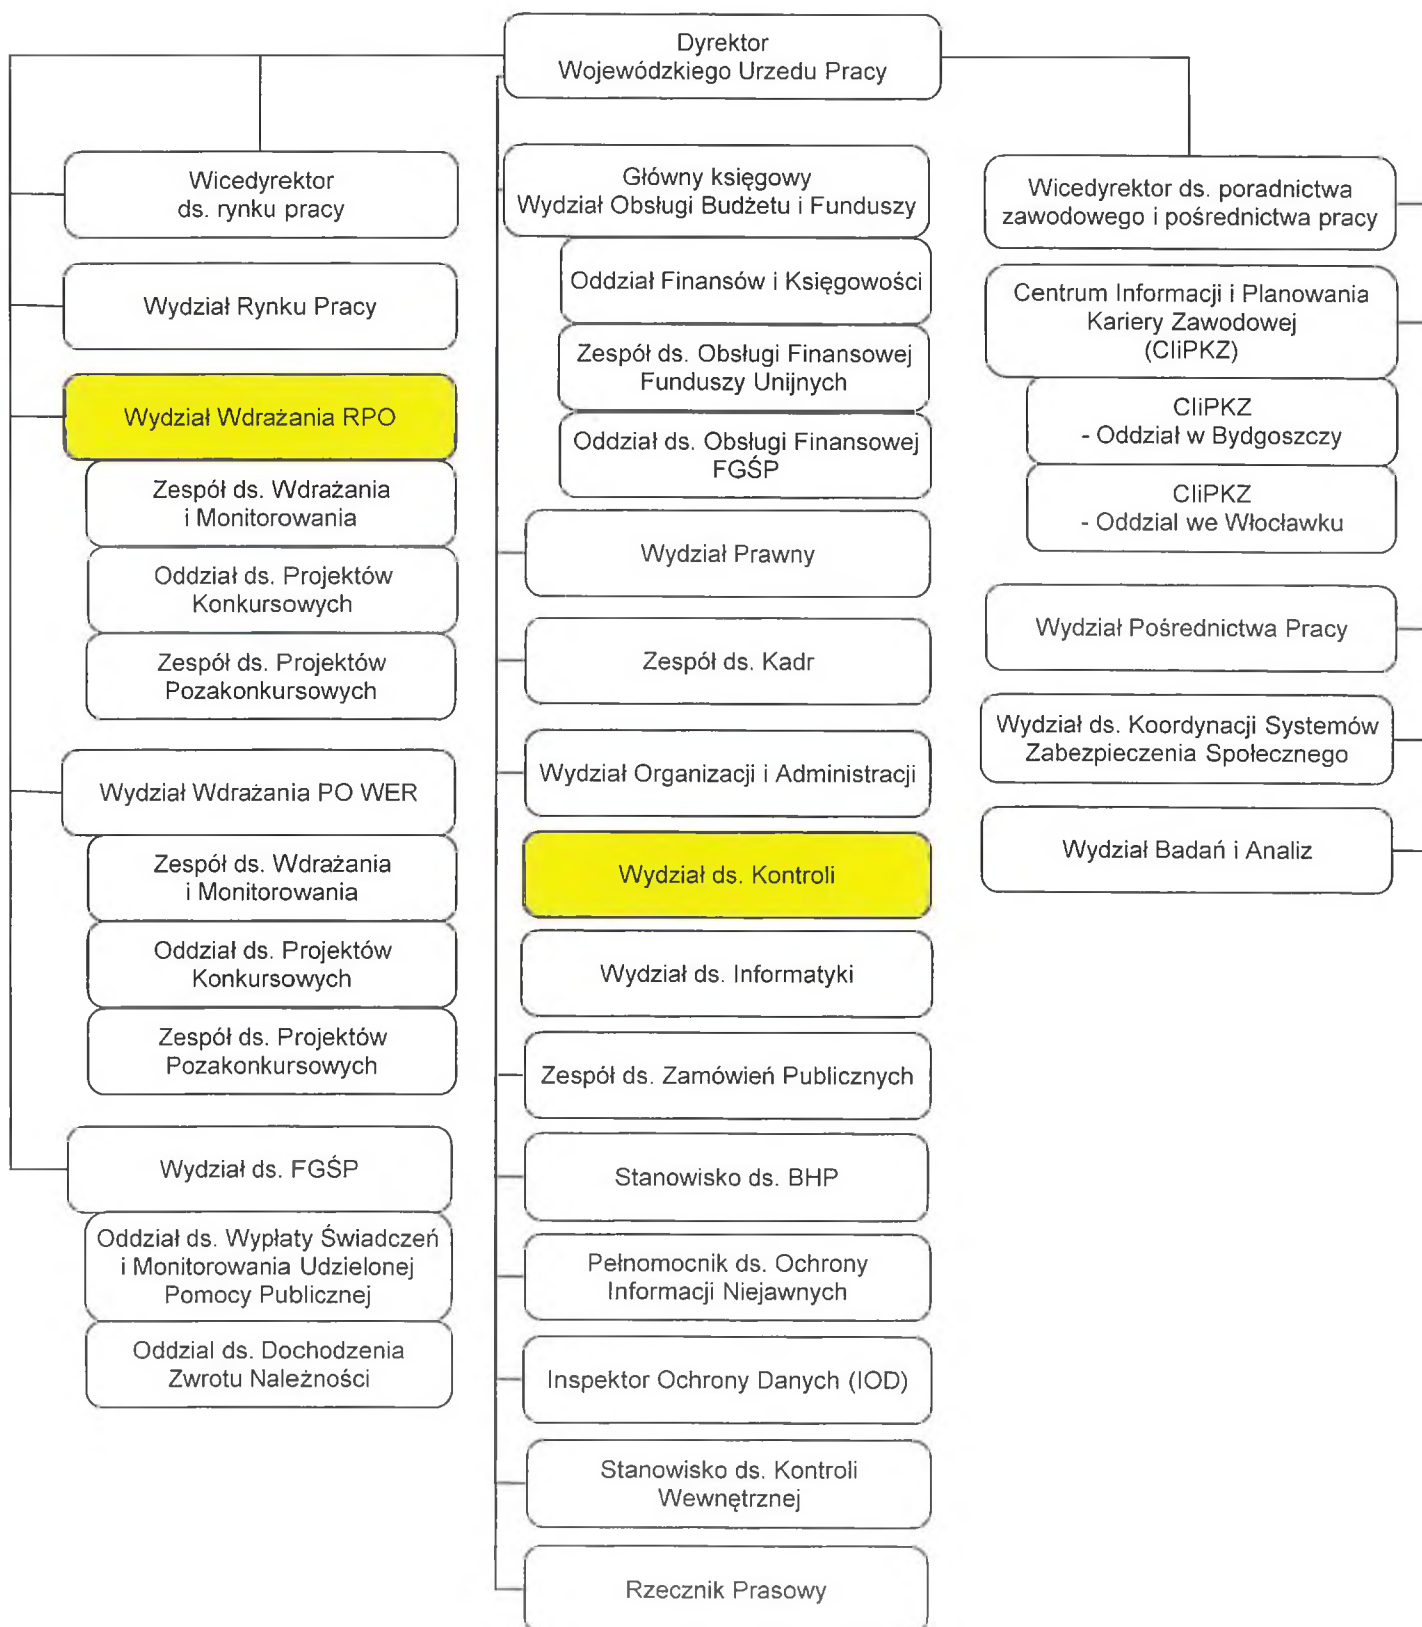 Dyrektor
Wojewódzkiego Urzedu Pracy
Wicedyrektor
ds. rynku pracy
Wydział Rynku Pracy
Wydział Wdrażania RPO
Zespół ds. Wdrażania
i Monitorowania
Oddział ds. Projektów
Konkursowych
Zespół ds. Projektów
Pozakonkursowych
Wydział Wdrażania PO WER
Zespół ds. Wdrażania
i Monitorowania
Oddział ds. Projektów
Konkursowych
Zespół ds. Projektów
Pozakonkursowych
Wydział ds. FGŚP
Oddział ds. Wypłaty Świadczeń
i Monitorowania Udzielonej
Pomocy Publicznej
Oddzial ds. Dochodzenia
Zwrotu Należności
Główny księgowy
Wydział Obsługi Budżetu i Funduszy
Oddział Finansów i Księgowości
Zespół ds. Obsługi Finansowej
Funduszy Unijnych
Oddział ds. Obsługi Finansowej
FGŚP
Wydział Prawny
Zespół ds. Kadr
Wydział Organizacji i Administracji
Wydział ds. Kontroli
Wydział ds. Informatyki
Zespół ds. Zamówień Publicznych
Stanowisko ds. BHP
Pełnomocnik ds. Ochrony
Informacji Niejawnych
Inspektor Ochrony Danych (IOD)
Stanowisko ds. Kontroli
Wewnętrznej
Rzecznik Prasowy
Wicedyrektor ds. poradnictwa
zawodowego i pośrednictwa pracy
Centrum Informacji i Planowania
Kariery Zawodowej
(CIiPKZ)
CIiPKZ
- Oddział w Bydgoszczy
CIiPKZ
- Oddzial we Włocławku
Wydział Pośrednictwa Pracy
Wydział ds. Koordynacji Systemów
Zabezpieczenia Społecznego
Wydział Badań i Analiz